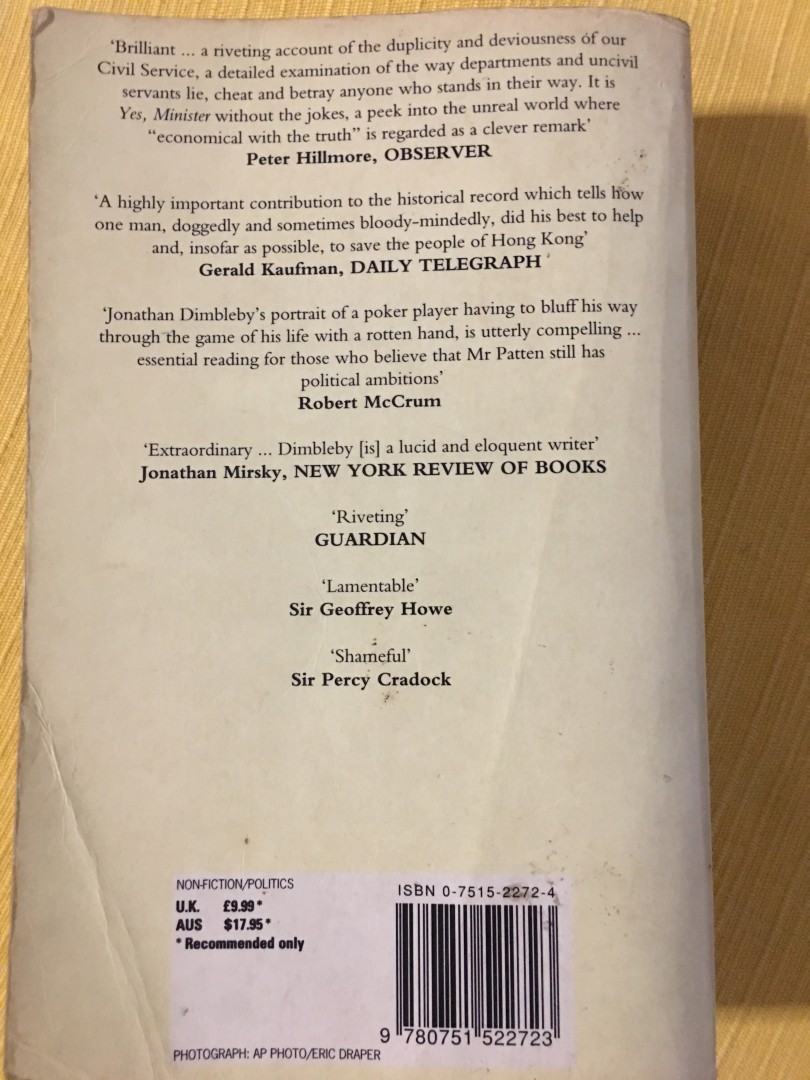 ‘Brilliant ... a riveting account of the duplicity and deviousness of our
Civil Service, a detailed examination of the way departments and uncivil
servants lie, cheat and betray anyone who stands in their way. It is
Yes, Minister without the jokes, a peek into the unreal world where
“economical with the truth” is regarded as a clever remark’
Peter Hillmore, OBSERVER
‘A highly important contribution to the historical record which tells how
one man, doggedly and sometimes bloody-mindedly, did his best to help
and, insofar as possible, to save the people of Hong Kong’
Gerald Kaufman, DAILY TELEGRAPH
‘Jonathan Dimbleby’s portrait of a poker player having to bluff his way
through the game of his life with a rotten hand, is utterly compelling ...
essential reading for those who believe that Mr Patten still has
political ambitions’
Robert McCrum
‘Extraordinary ... Dimbleby [is] a lucid and eloquent writer’
Jonathan Mirsky, NEW YORK REVIEW OF BOOKS
‘Riveting’
GUARDIAN
‘Lamentable’
Sir Geoffrey Howe
‘Shameful’
Sir Percy Cradock
NON-FICTION/POLITICS
U.K. £9.99*
AUS $17.95*
* Recommended only
ISBN 0-7515-2272-4
9 780751 522723
PHOTOGRAPH: AP PHOTO/ERIC DRAPER